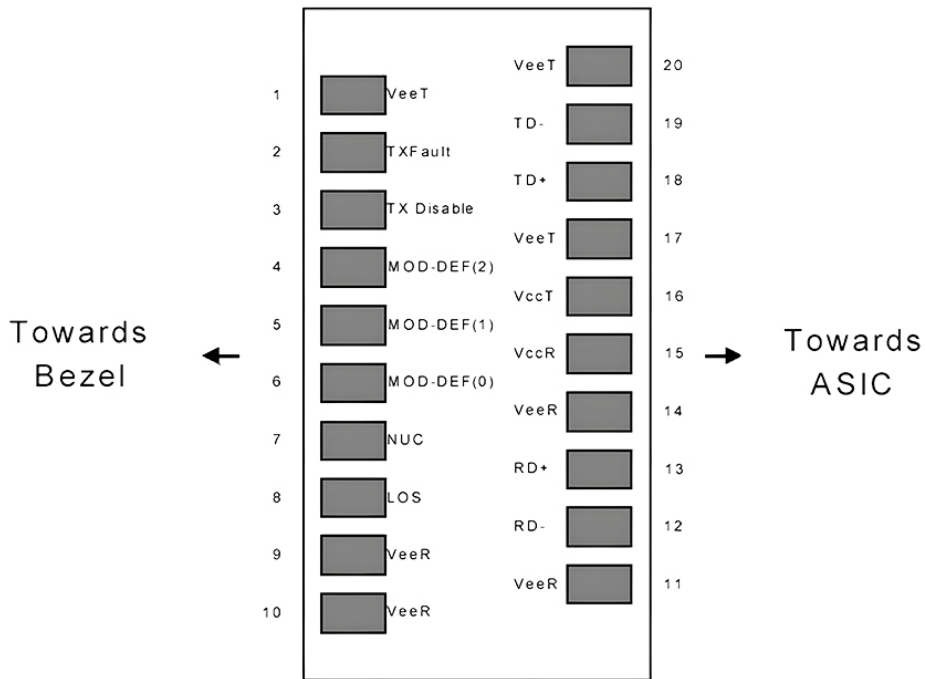 VeeT 20
1 VeeT
TD- 19
2 TXFault
TD+ 18
3 TX Disable
VeeT 17
4 MOD-DEF(2)
VccT 16
5 MOD-DEF(1)
Towards
Bezel
VccR 15
Towards
ASIC
6 MOD-DEF(0)
VeeR 14
7 NUC
RD+ 13
8 LOS
RD- 12
9 VeeR
VeeR 11
10 VeeR